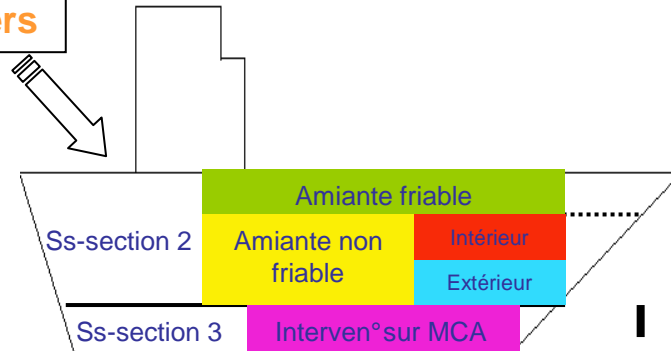 ers
Amiante friable
Ss-section 2
Amiante non
friable
Intérieur
Extérieur
Ss-section 3
Interven°sur MCA